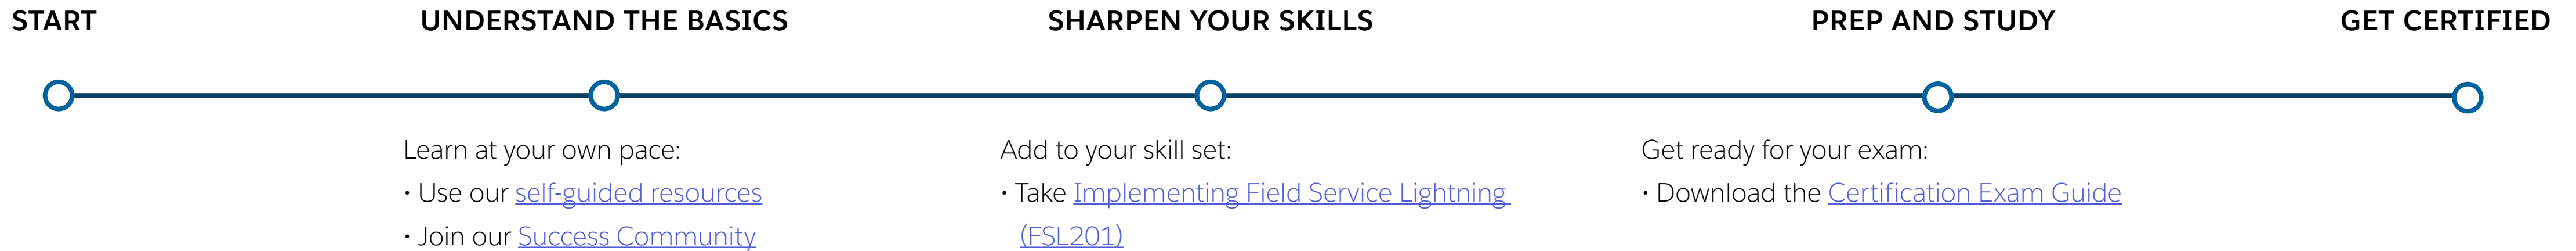 START
UNDERSTAND THE BASICS
SHARPEN YOUR SKILLS
PREP AND STUDY
GET CERTIFIED
Learn at your own pace:
· Use our self-guided resources
· Join our Success Community
Add to your skill set:
· Take Implementing Field Service Lightning
(FSL201)
Get ready for your exam:
· Download the Certification Exam Guide